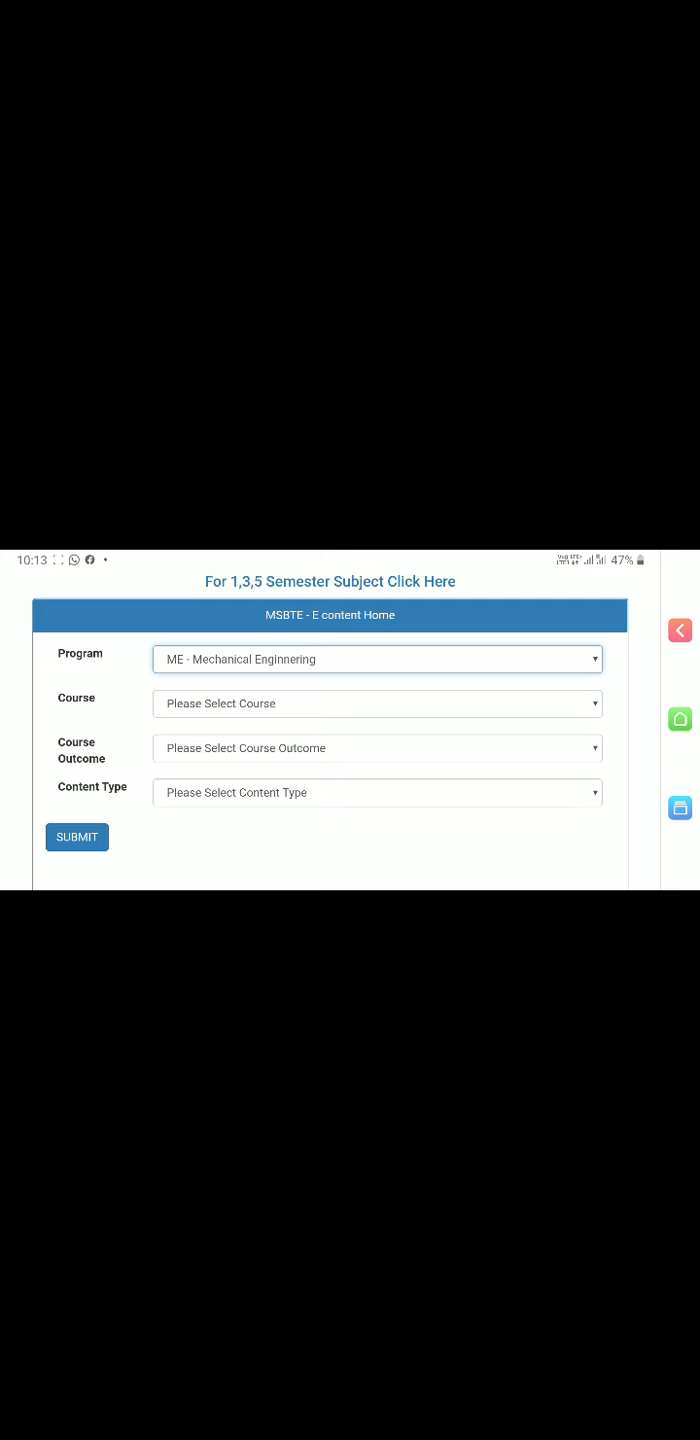 10:13
47%
For 1,3,5 Semester Subject Click Here
MSBTE - E content Home
Program
ME - Mechanical Enginnering
Course
Please Select Course
Course
Outcome
Please Select Course Outcome
Content Type
Please Select Content Type
SUBMIT